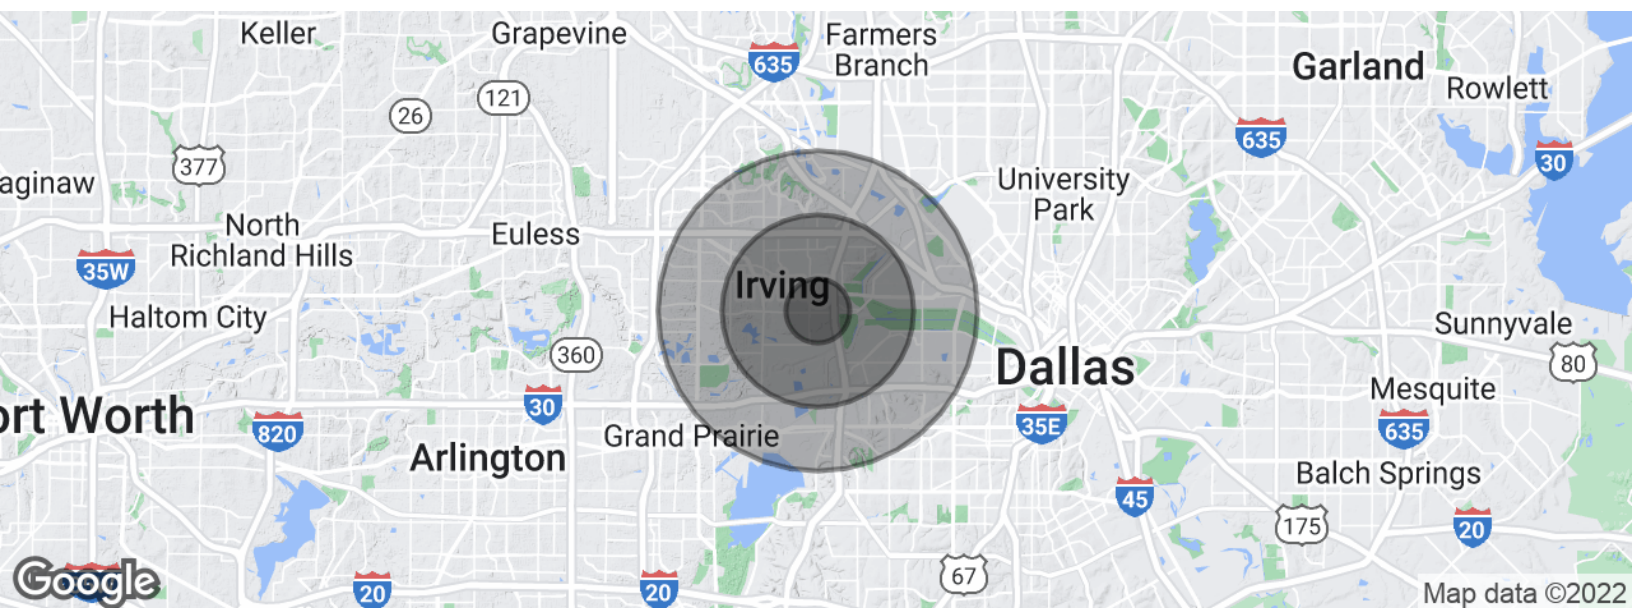 Keller
Grapevine
Farmers
Branch
635
Garland
Rowlett
121
26
635
30
377
aginaw
University
Park
North
Richland Hills
Euless
35W
Irving
Haltom City
Sunnyvale
360
Dallas
80
Mesquite
ort Worth
30
820
Grand Prairie
35E
635
Arlington
Balch Springs
45
175
20
67
Google
20
20
Map data ©2022